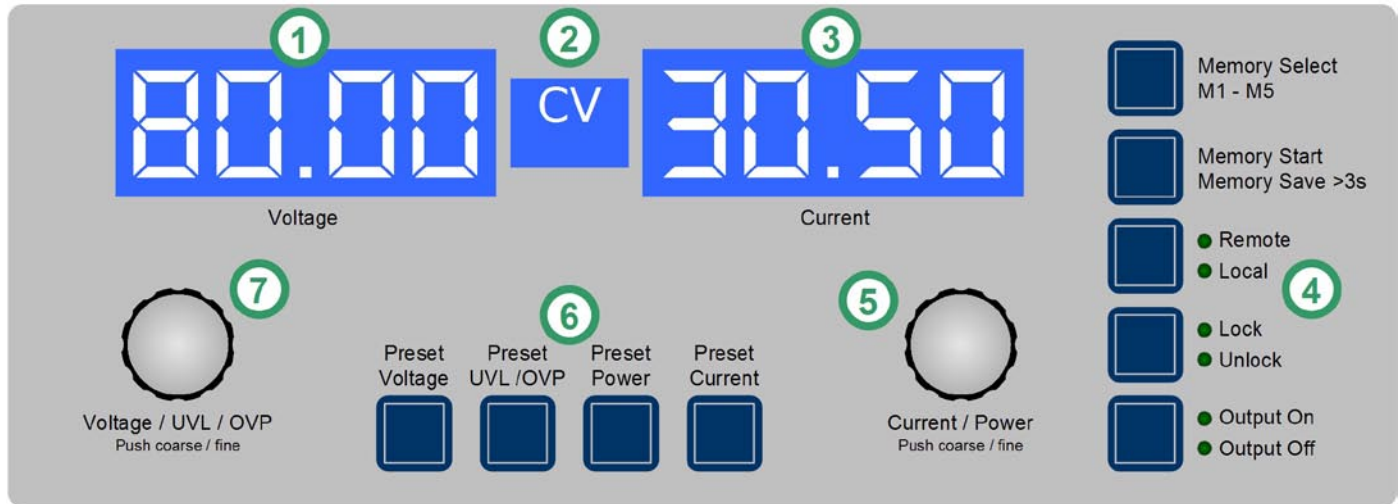 1
2
3
80.00
CV
30.50
Voltage
Current
Memory Select
M1 - M5
Memory Start
Memory Save >3s
Remote
Local
4
Lock
Unlock
Output On
Output Off
7
Voltage / UVL / OVP
Push coarse / fine
6
Preset
Voltage
Preset
UVL /OVP
Preset
Power
Preset
Current
5
Current / Power
Push coarse / fine